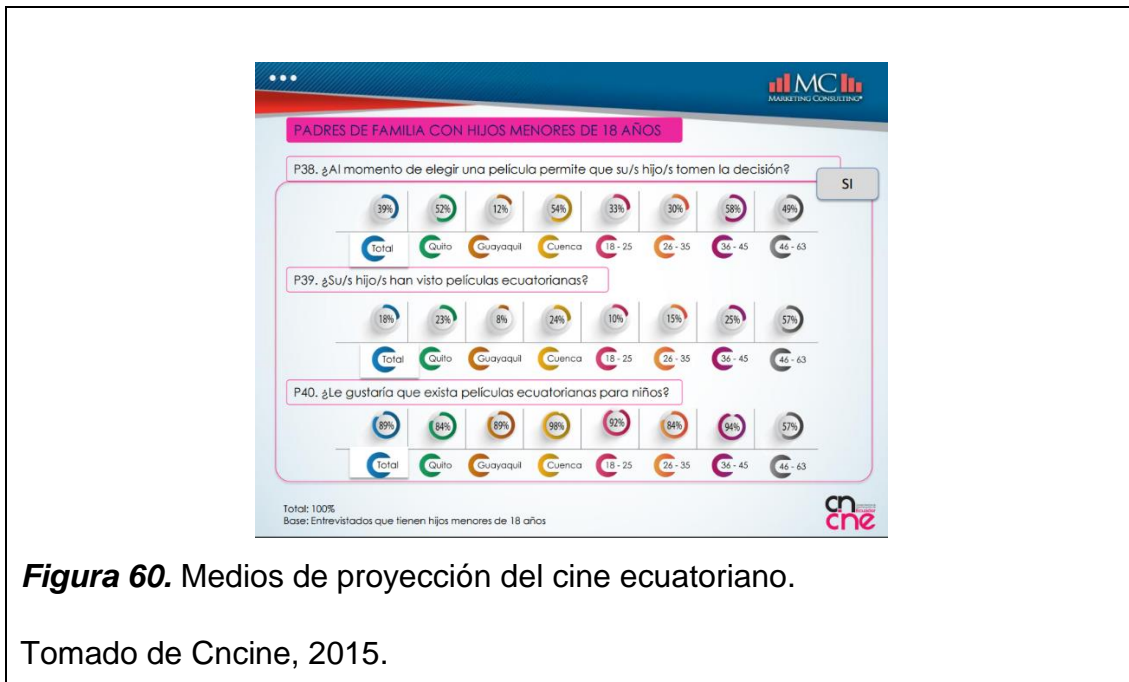 MC
MARKETING CONSULTING
PADRES DE FAMILIA CON HIJOS MENORES DE 18 AÑOS
P38. ¿Al momento de elegir una película permite que su/s hijo/s tomen la decisión?
SI
39% 52% 12% 54% 33% 30% 58% 49%
Total Quito Guayaquil Cuenca 18 - 25 26 - 35 36 - 45 46 - 63
P39. ¿Su/s hijo/s han visto películas ecuatorianas?
18% 23% 8% 24% 10% 15% 25% 57%
Total Quito Guayaquil Cuenca 18 - 25 26 - 35 36 - 45 46 - 63
P40. ¿Le gustaría que exista películas ecuatorianas para niños?
89% 84% 89% 98% 92% 84% 94% 57%
Total Quito Guayaquil Cuenca 18 - 25 26 - 35 36 - 45 46 - 63
Total: 100%
Base: Entrevistados que tienen hijos menores de 18 años
cn
cne
Figura 60. Medios de proyección del cine ecuatoriano.
Tomado de Cncine, 2015.